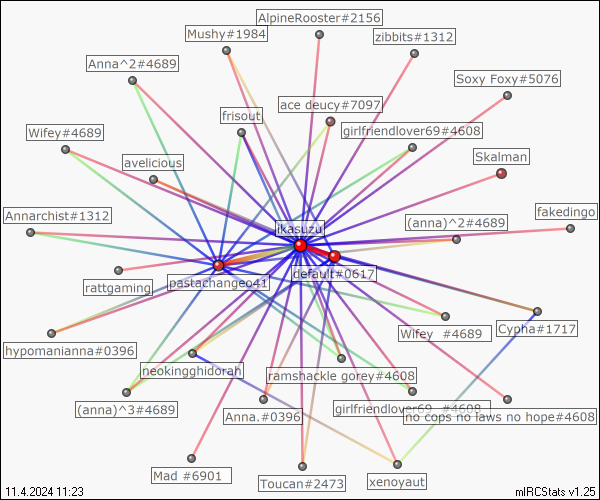 AlpineRooster#2156
Mushy#1984
zibbits#1312
Anna^2#4689
Soxy Foxy#5076
ace deucy#7097
frisout
girlfriendlover69#4608
Wifey#4689
avelicious
Skalman
Annarchist#1312
(anna)^2#4689
fakedingo
ikasuzu
default#0617
pastachangeo41
rattgaming
Wifey #4689
Cypha#1717
hypomanianna#0396
neokingghidorah
ramshackle gorey#4608
(anna)^3#4689
Anna.#0396
girlfriendlover69 #4608
no cops no laws no hope#4608
Mad #6901
Toucan#2473
xenoyaut
11.4.2024 11:23
mIRCStats v1.25